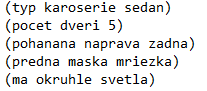 (typ karoserie sedan)
(pocet dveri 5)
(pohanana naprava zadna)
(predna maska mriezka)
(ma okruhle svetla)